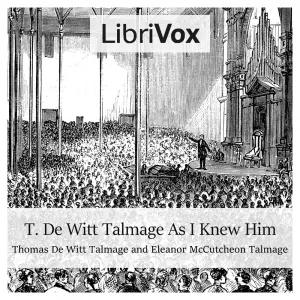 LibriVox
T. De Witt Talmage As I Knew Him
Thomas De Witt Talmage and Eleanor McCutcheon Talmage